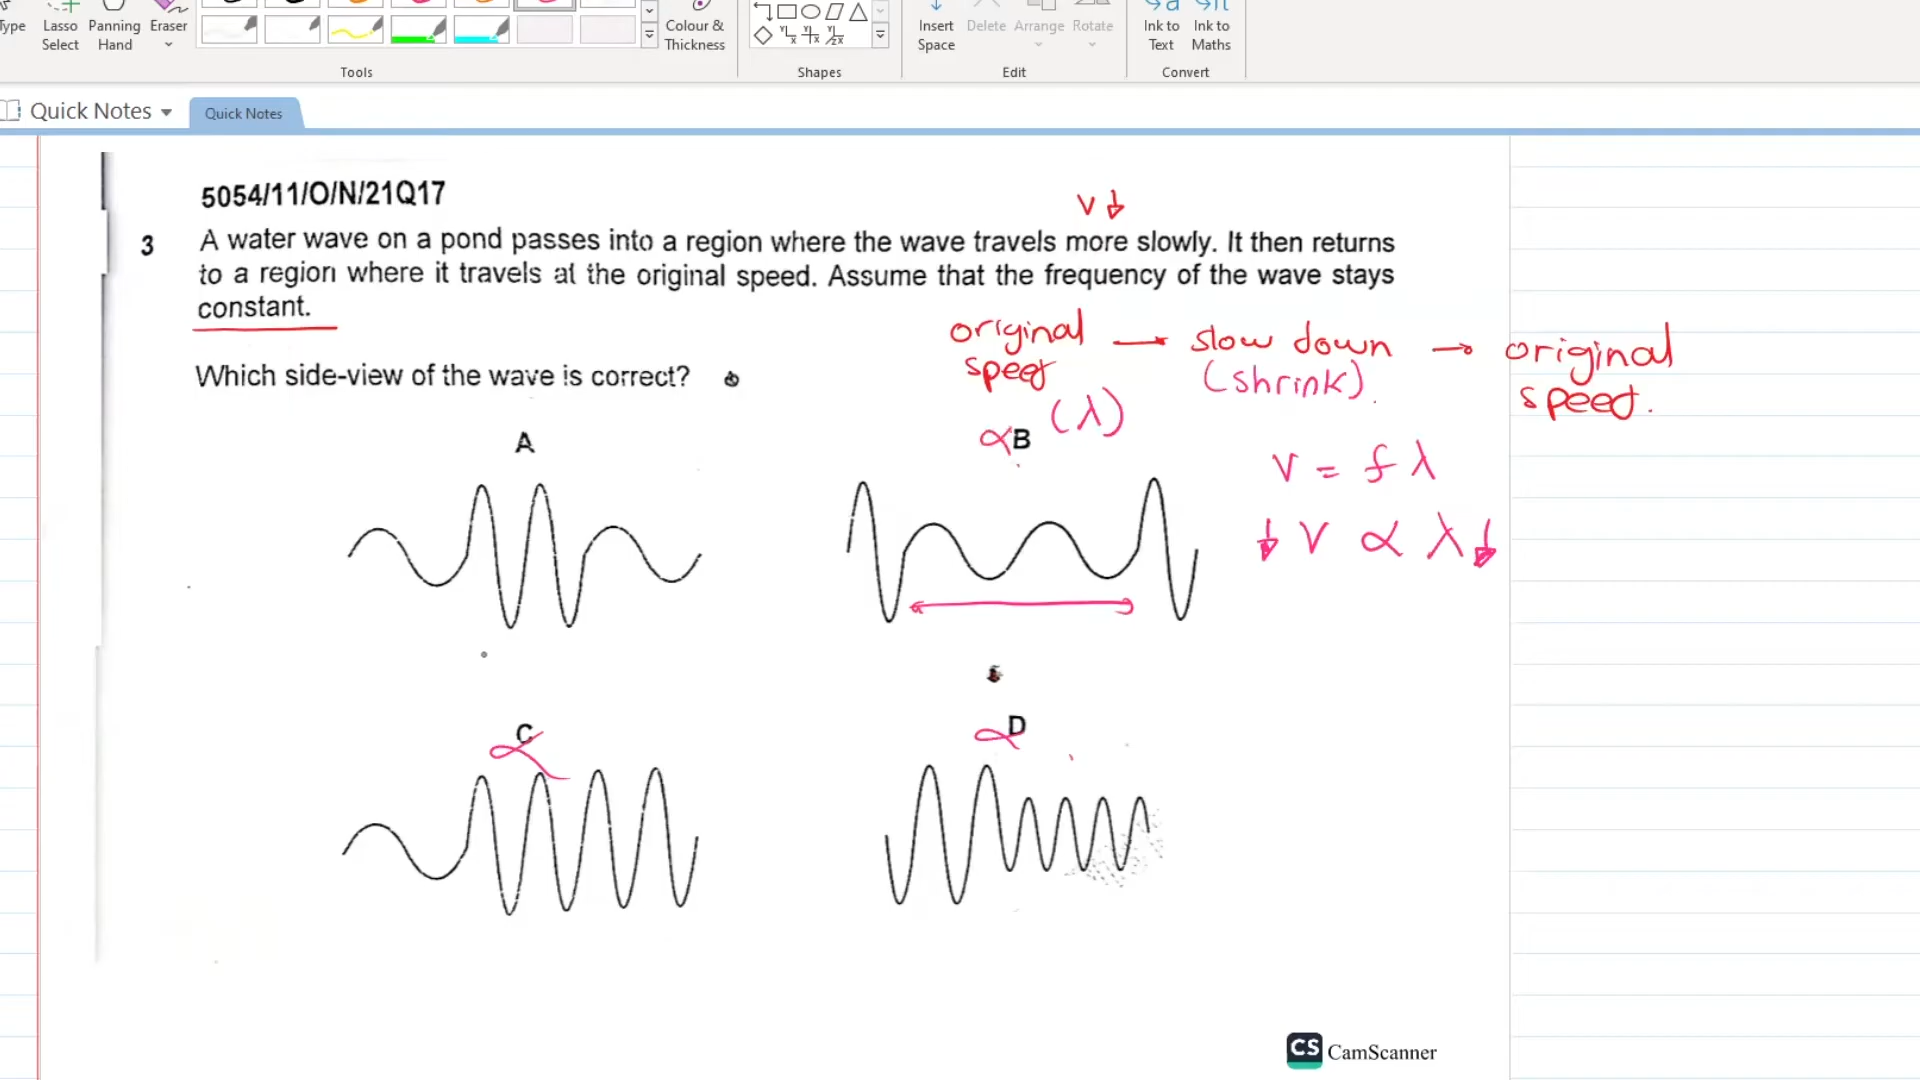 Type
Lasso Select
Panning Hand
Eraser
Colour & Thickness
Insert Space
Delete
Arrange
Rotate
Ink to Text
Ink to Maths
Tools
Shapes
Edit
Convert
Quick Notes
Quick Notes
5054/11/O/N/21Q17
V ↓
3 A water wave on a pond passes into a region where the wave travels more slowly. It then returns
to a region where it travels at the original speed. Assume that the frequency of the wave stays
constant.
original speed → slow down (shrink) → original speed.
Which side-view of the wave is correct?
(λ)
A
B
V = f λ
↓ V ∝ λ ↓
C
D
CS CamScanner